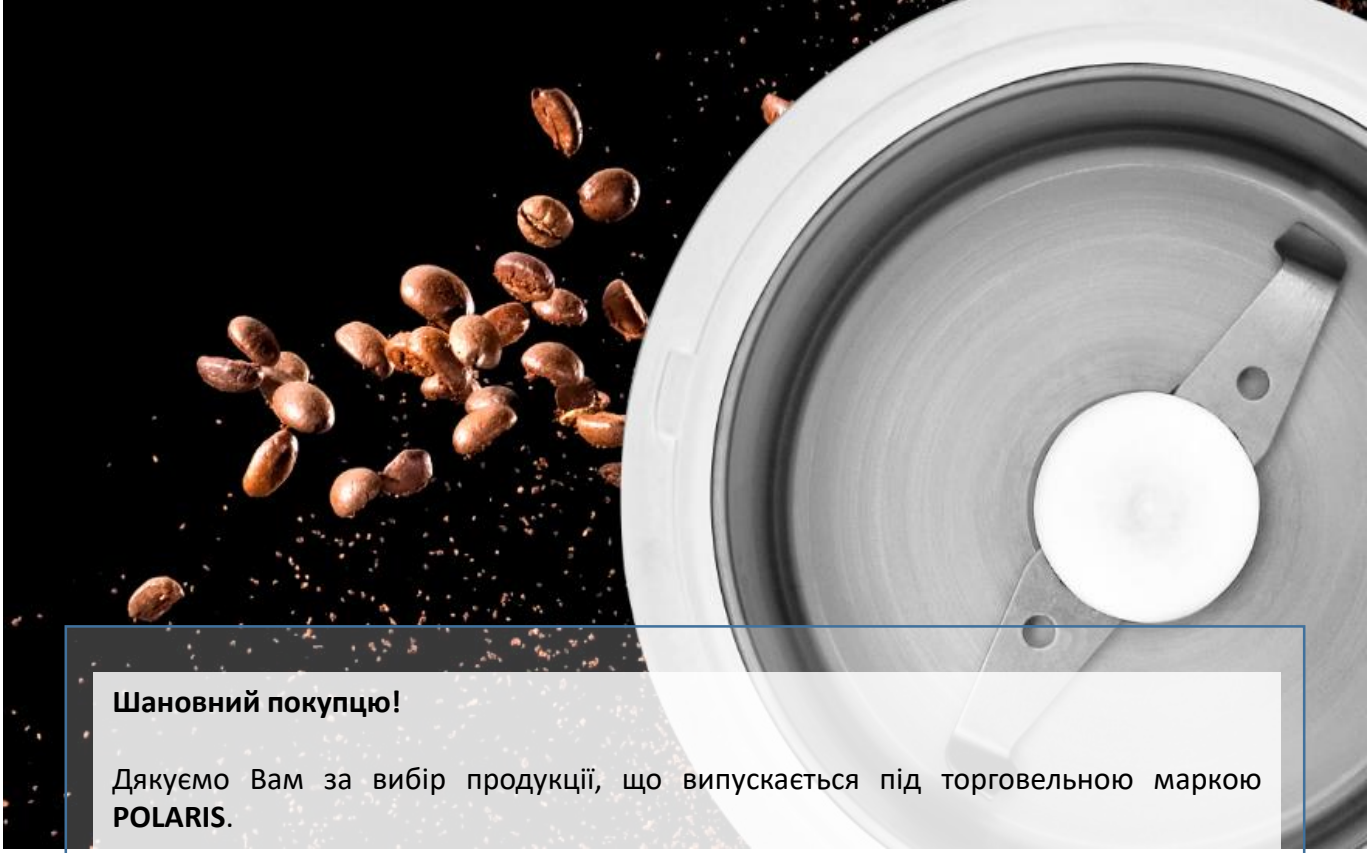 Шановний покупцю!
Дякуємо Вам за вибір продукції, що випускається під торговельною маркою
POLARIS.